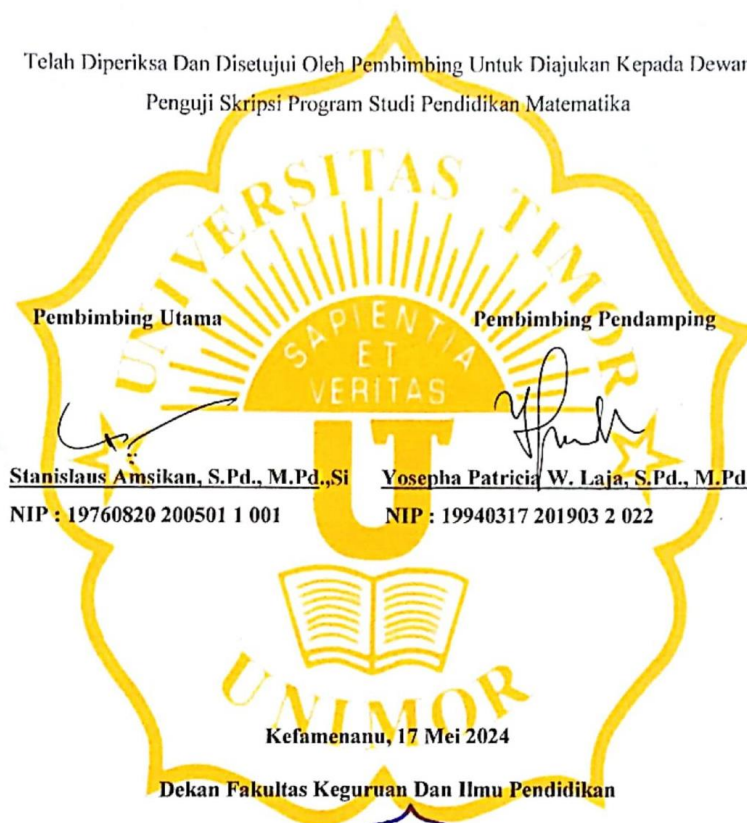 Telah Diperiksa Dan Disetujui Oleh Pembimbing Untuk Diajukan Kepada Dewan
Penguji Skripsi Program Studi Pendidikan Matematika
UNIVERSITAS TIMOR
Pembimbing Utama Pembimbing Pendamping
SAPIENTIA
ET
VERITAS
UT
Stanislaus Amsikan, S.Pd., M.Pd.,Si Yosepha Patricia W. Laja, S.Pd., M.Pd
NIP : 19760820 200501 1 001 NIP : 19940317 201903 2 022
UNIMOR
Kefamenanu, 17 Mei 2024
Dekan Fakultas Keguruan Dan Ilmu Pendidikan